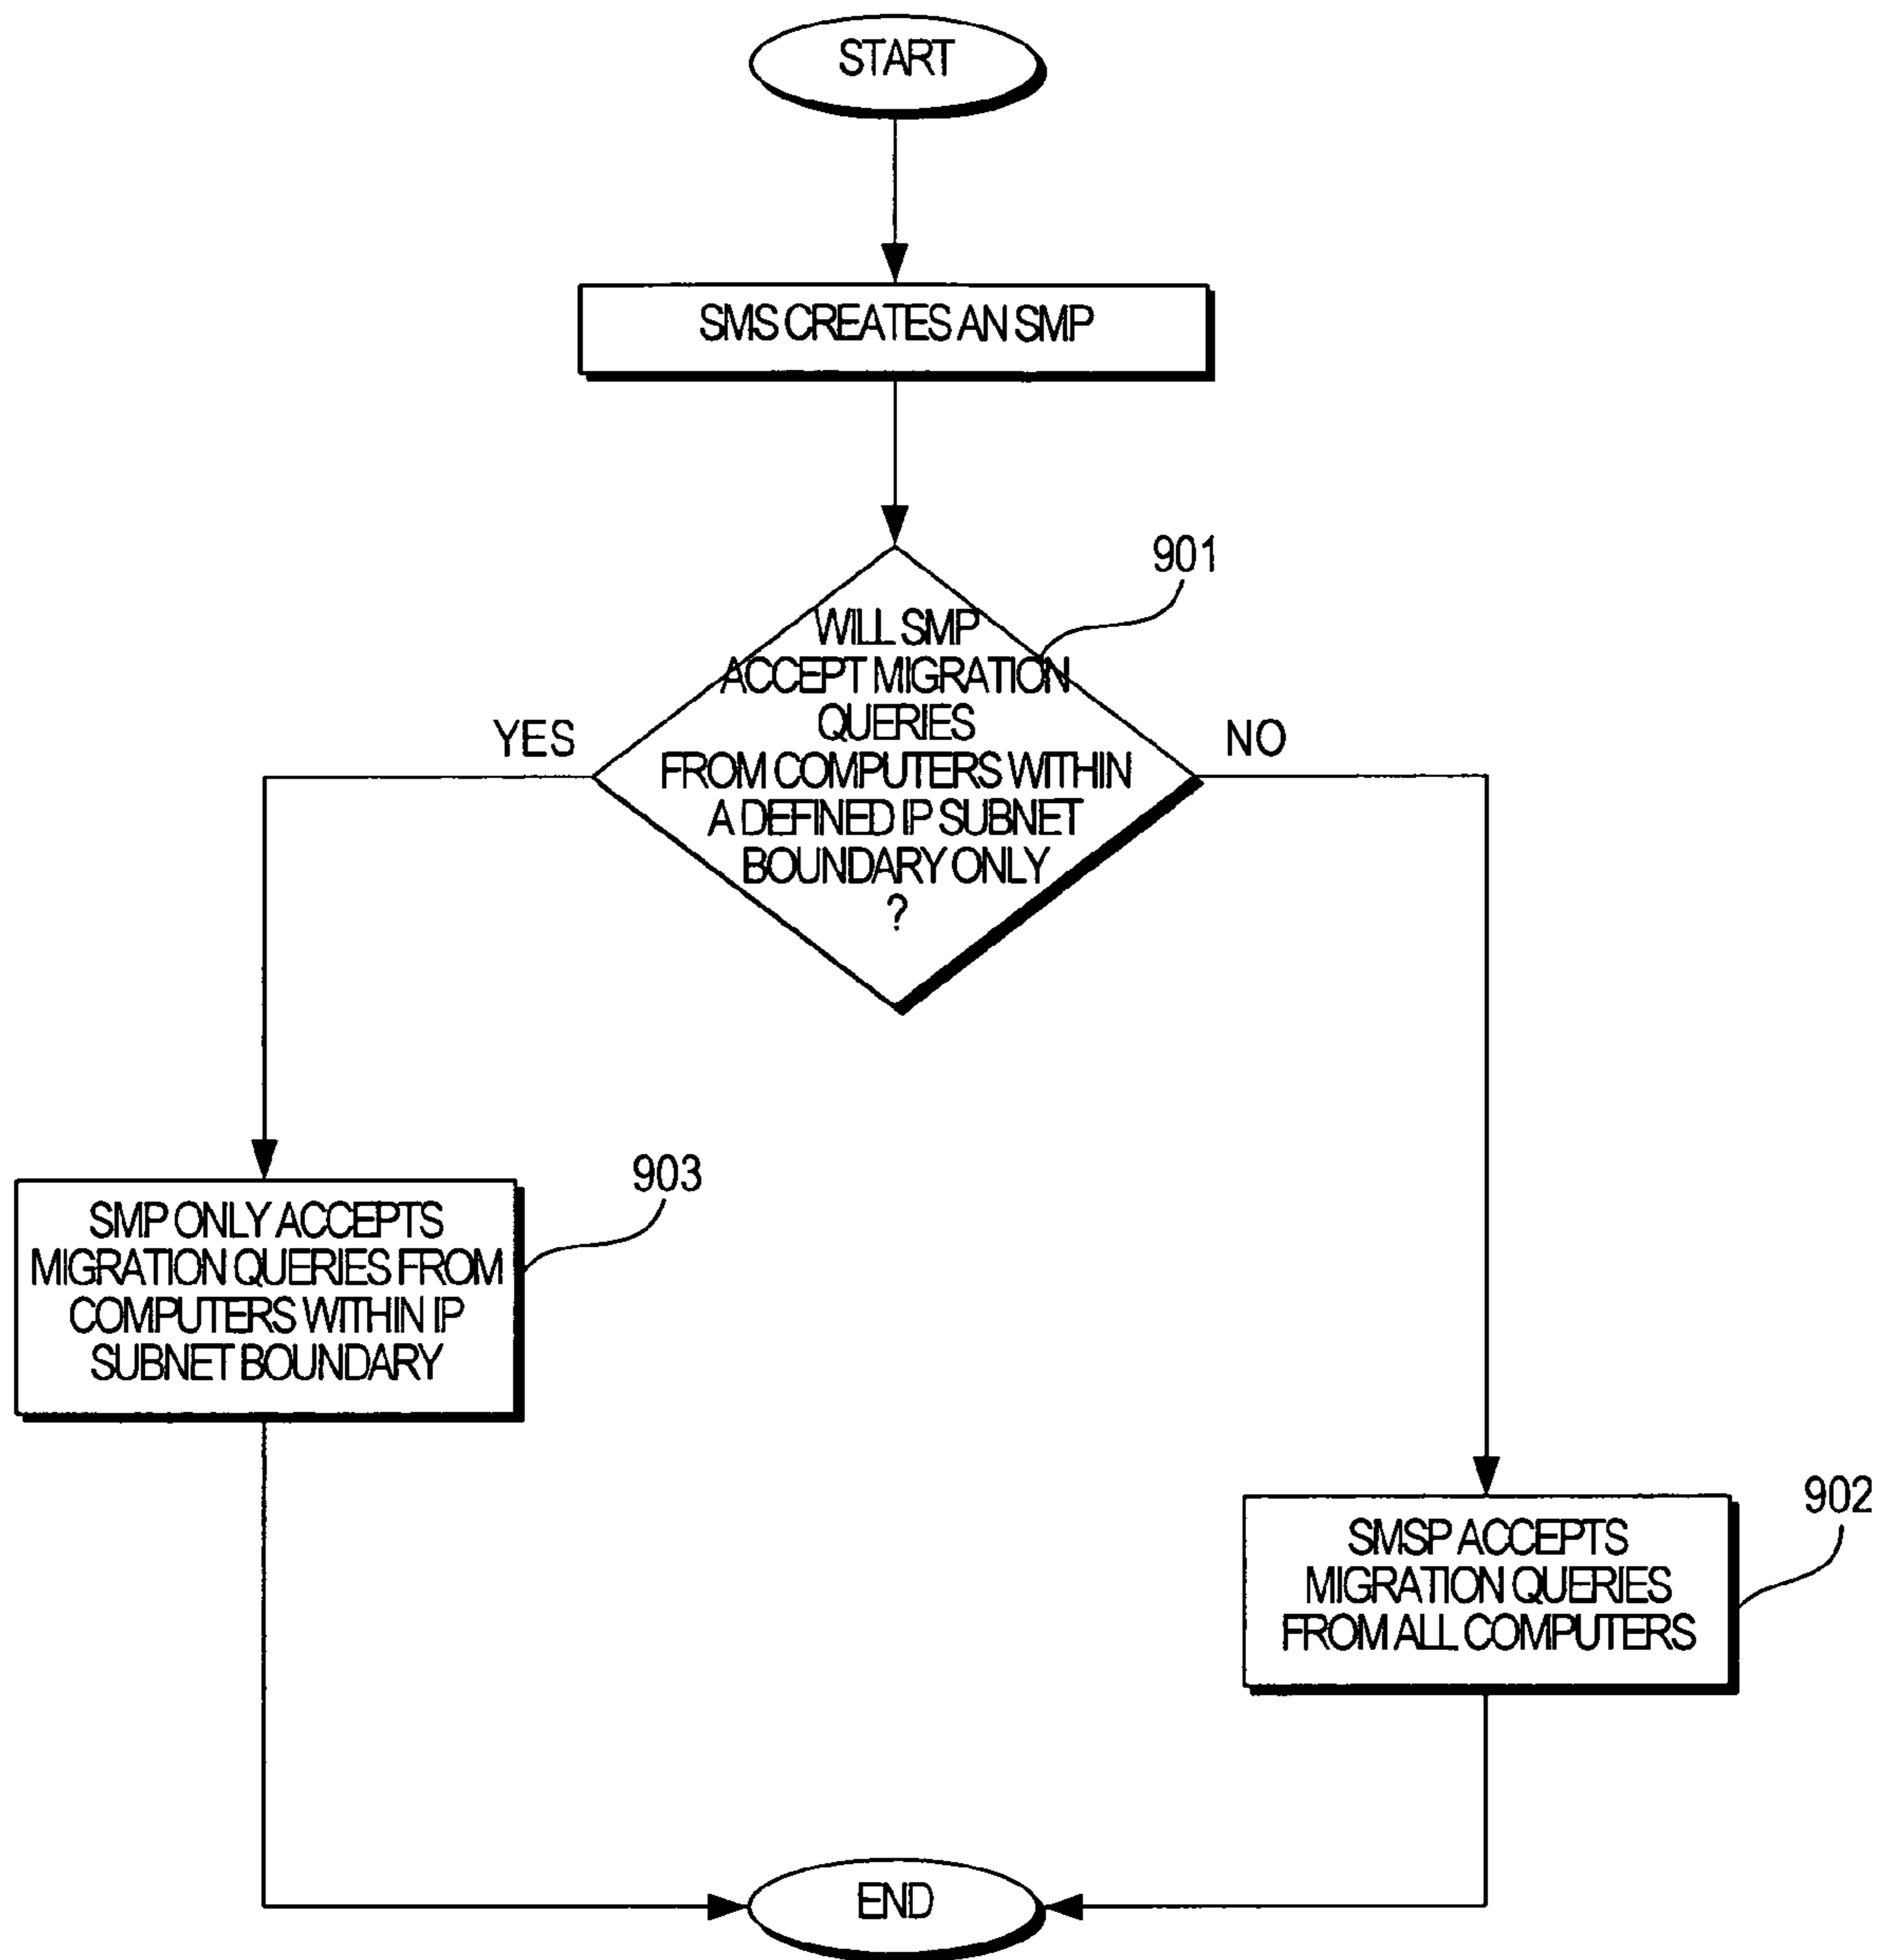 START
SMS CREATES AN SMP
901
WILL SMP
ACCEPT MIGRATION
QUERIES
FROM COMPUTERS WITHIN
A DEFINED IP SUBNET
BOUNDARY ONLY
?
YES
NO
903
SMP ONLY ACCEPTS
MIGRATION QUERIES FROM
COMPUTERS WITHIN IP
SUBNET BOUNDARY
902
SMSP ACCEPTS
MIGRATION QUERIES
FROM ALL COMPUTERS
END